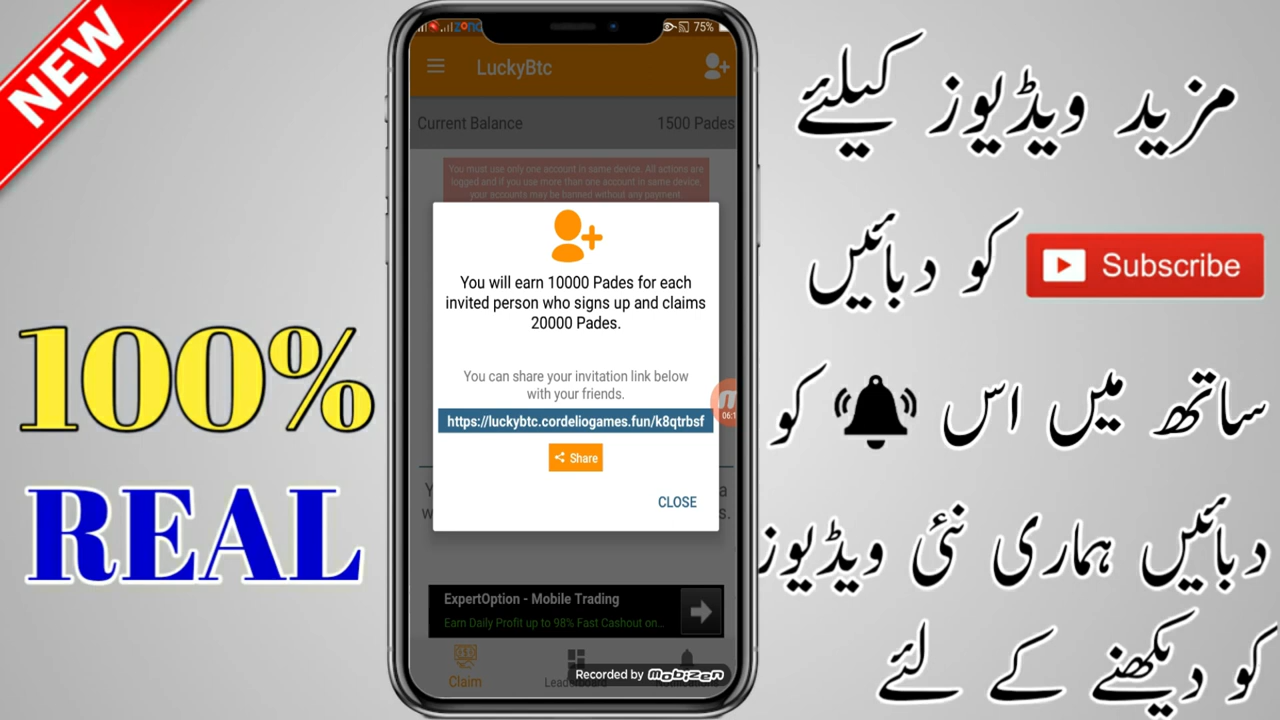 NEW
100%
REAL
75%
LuckyBtc
Current Balance 1500 Pades
You must use only one account in same device. All actions are
logged and if you use more than one account in same device
your accounts may be banned without any payment
You will earn 10000 Pades for each
invited person who signs up and claims
20000 Pades.
You can share your invitation link below
with your friends.
https://luckybtc.cordeliogames.fun/k8qtrbsf
Share
CLOSE
ExpertOption - Mobile Trading
Earn Daily Profit up to 98% Fast Cashout on...
Claim
Recorded by mobizen
مزید ویڈیوز کیلئے
Subscribe کو دبائیں
ساتھ میں اس کو
دبائیں ہماری نئی ویڈیوز
کو دیکھنے کے لئے